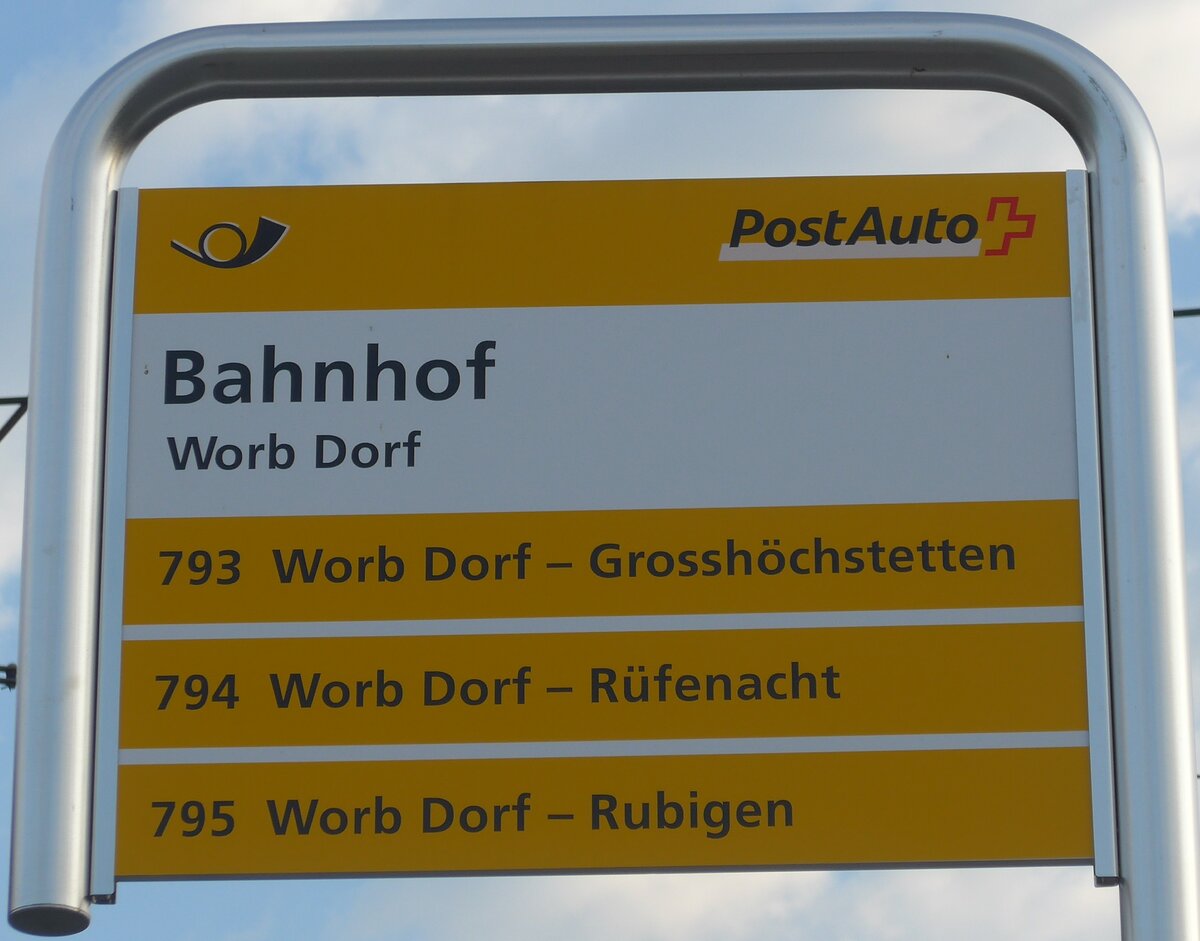 PostAuto
Bahnhof
Worb Dorf
793 Worb Dorf – Grosshöchstetten
794 Worb Dorf – Rüfenacht
795 Worb Dorf – Rubigen